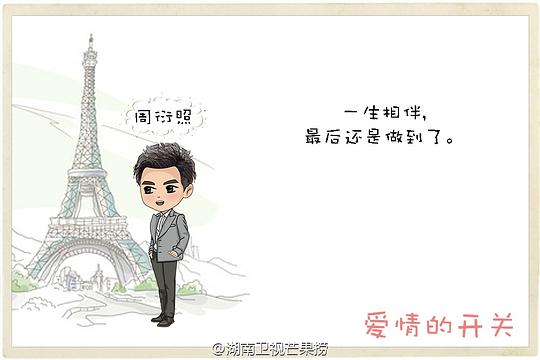 周衍照
一生相伴,
最后还是做到了。
爱情的开关
@湖南卫视芒果捞